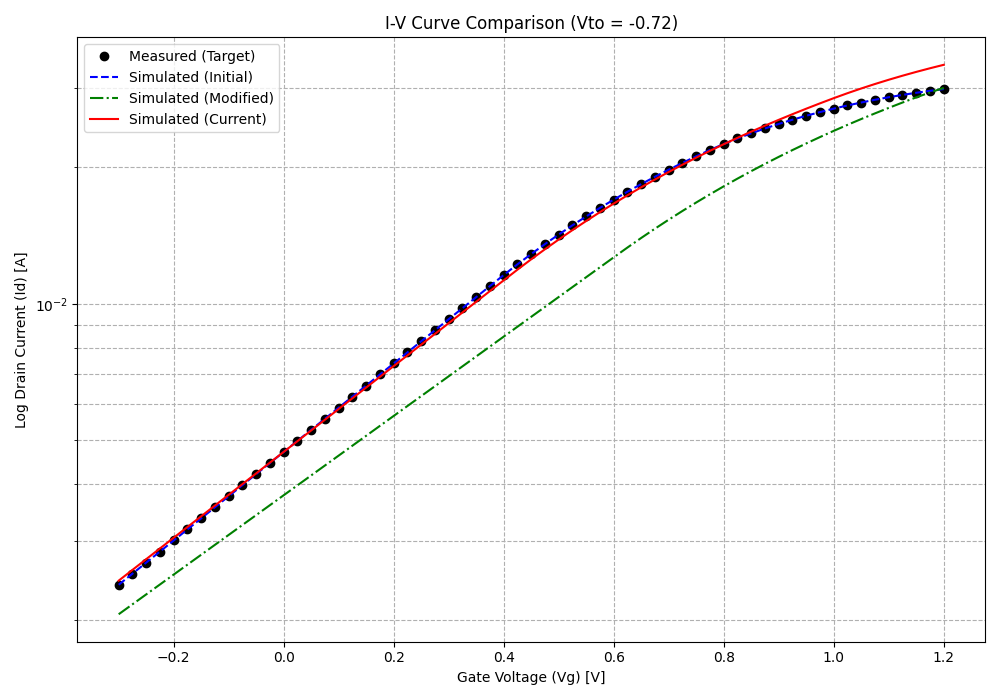 I-V Curve Comparison (Vto = -0.72)
Measured (Target)
Simulated (Initial)
Simulated (Modified)
Simulated (Current)
Log Drain Current (Id) [A]
10⁻²
−0.2 0.0 0.2 0.4 0.6 0.8 1.0 1.2
Gate Voltage (Vg) [V]